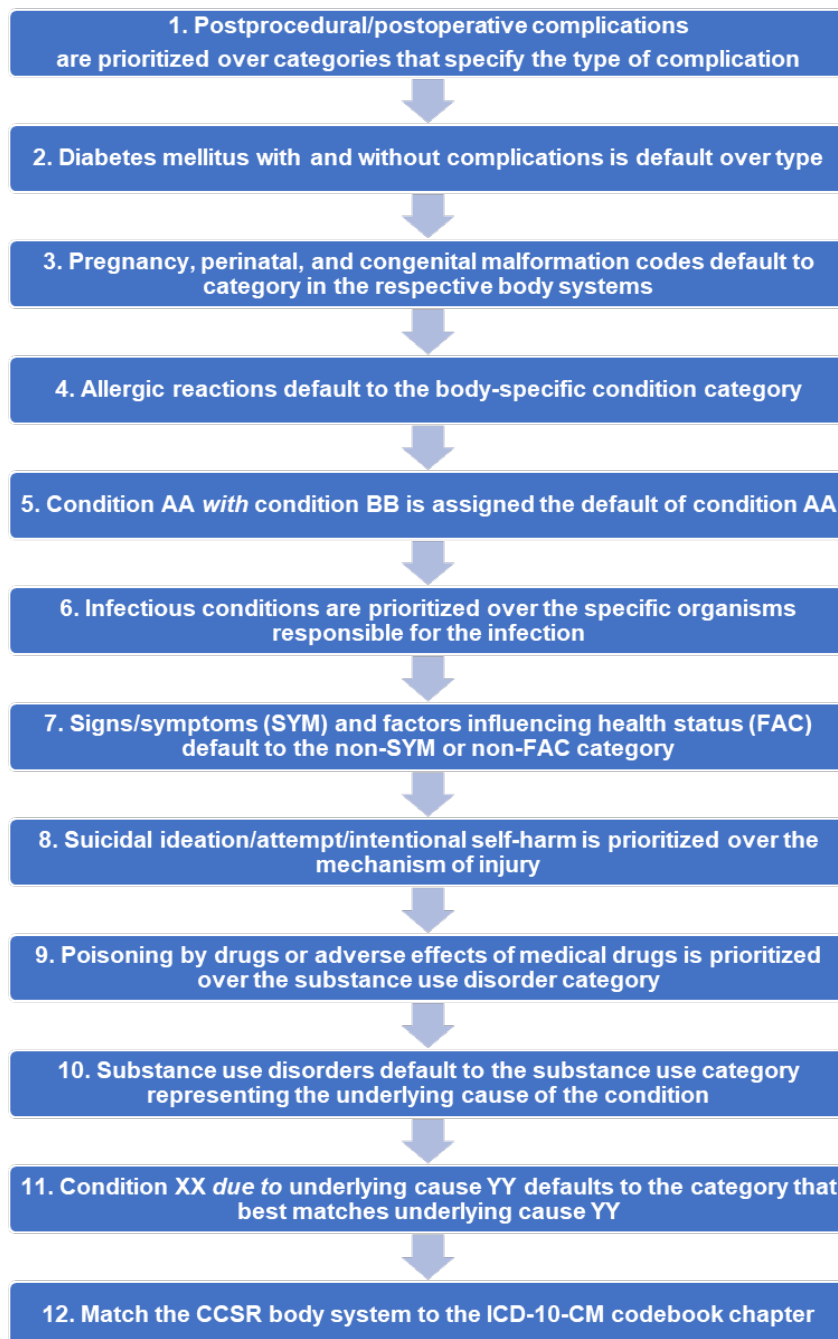 1. Postprocedural/postoperative complications
are prioritized over categories that specify the type of complication
2. Diabetes mellitus with and without complications is default over type
3. Pregnancy, perinatal, and congenital malformation codes default to
category in the respective body systems
4. Allergic reactions default to the body-specific condition category
5. Condition AA with condition BB is assigned the default of condition AA
6. Infectious conditions are prioritized over the specific organisms
responsible for the infection
7. Signs/symptoms (SYM) and factors influencing health status (FAC)
default to the non-SYM or non-FAC category
8. Suicidal ideation/attempt/intentional self-harm is prioritized over the
mechanism of injury
9. Poisoning by drugs or adverse effects of medical drugs is prioritized
over the substance use disorder category
10. Substance use disorders default to the substance use category
representing the underlying cause of the condition
11. Condition XX due to underlying cause YY defaults to the category that
best matches underlying cause YY
12. Match the CCSR body system to the ICD-10-CM codebook chapter